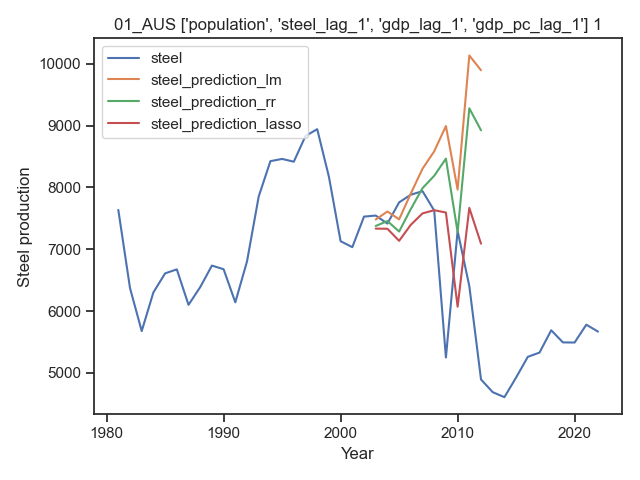 01_AUS ['population', 'steel_lag_1', 'gdp_lag_1', 'gdp_pc_lag_1'] 1
steel
steel_prediction_lm
steel_prediction_rr
steel_prediction_lasso
Steel production
10000
9000
8000
7000
6000
5000
1980
1990
2000
2010
2020
Year